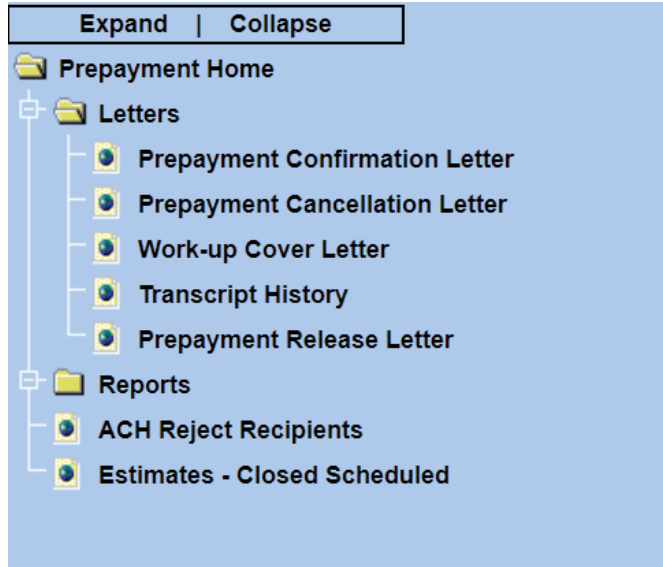 Expand | Collapse
Prepayment Home
Letters
Prepayment Confirmation Letter
Prepayment Cancellation Letter
Work-up Cover Letter
Transcript History
Prepayment Release Letter
Reports
ACH Reject Recipients
Estimates - Closed Scheduled